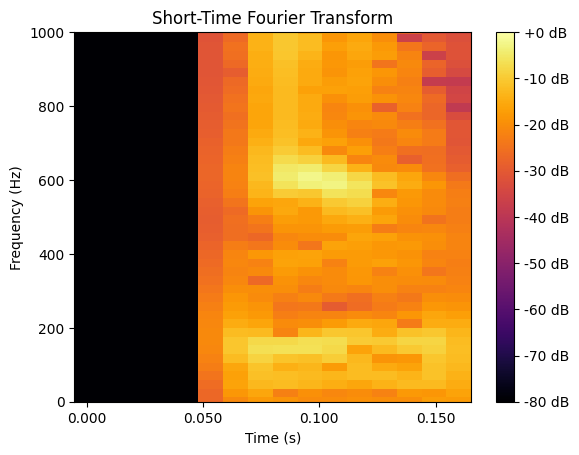 Short-Time Fourier Transform
1000
800
600
400
200
0
Frequency (Hz)
0.000
0.050
0.100
0.150
Time (s)
+0 dB
-10 dB
-20 dB
-30 dB
-40 dB
-50 dB
-60 dB
-70 dB
-80 dB